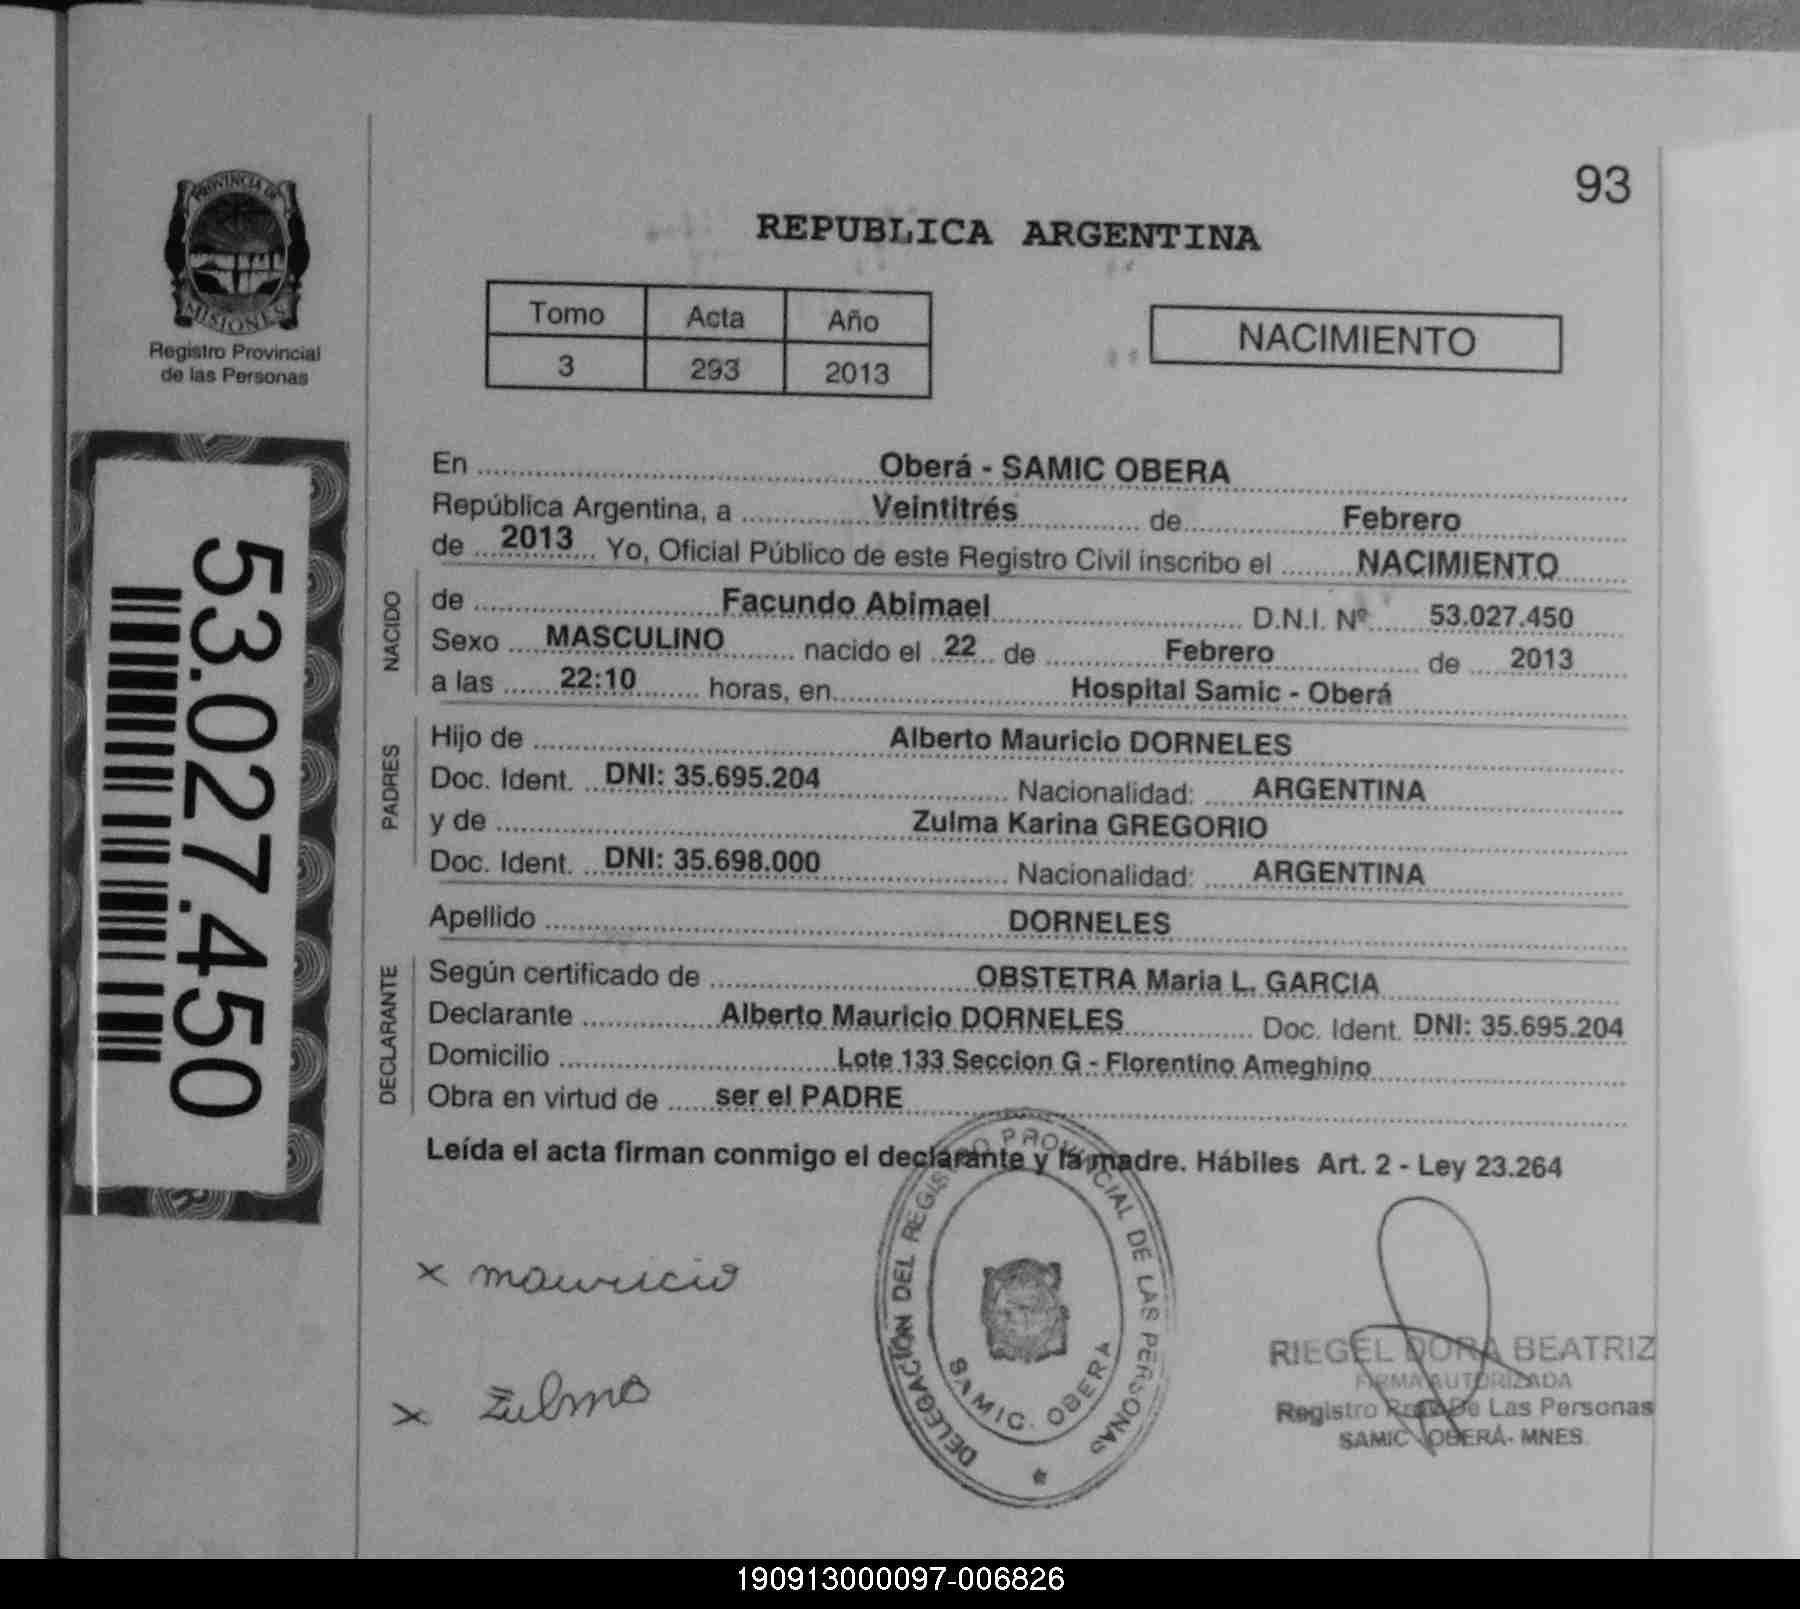 93
PROVINCIA DE
MISIONES
Registro Provincial
de las Personas
REPUBLICA ARGENTINA
Tomo Acta Año
3 293 2013
NACIMIENTO
53.027.450
En Oberá - SAMIC OBERA
República Argentina, a Veintitrés de Febrero
de 2013 Yo, Oficial Público de este Registro Civil inscribo el NACIMIENTO
NACIDO
de Facundo Abimael D.N.I. Nº 53.027.450
Sexo MASCULINO nacido el 22 de Febrero de 2013
a las 22:10 horas, en Hospital Samic - Oberá
PADRES
Hijo de Alberto Mauricio DORNELES
Doc. Ident. DNI: 35.695.204 Nacionalidad: ARGENTINA
y de Zulma Karina GREGORIO
Doc. Ident. DNI: 35.698.000 Nacionalidad: ARGENTINA
Apellido DORNELES
DECLARANTE
Según certificado de OBSTETRA Maria L. GARCIA
Declarante Alberto Mauricio DORNELES Doc. Ident. DNI: 35.695.204
Domicilio Lote 133 Seccion G - Florentino Ameghino
Obra en virtud de ser el PADRE
Leída el acta firman conmigo el declarante y la madre. Hábiles Art. 2 - Ley 23.264
x mauricio
x Zulma
DELEGACIÓN DEL REGISTRO PROVINCIAL DE LAS PERSONAS
SAMIC. OBERA
RIEGEL DORA BEATRIZ
FIRMA AUTORIZADA
Registro Prov De Las Personas
SAMIC - OBERÁ - MNES.
190913000097-006826